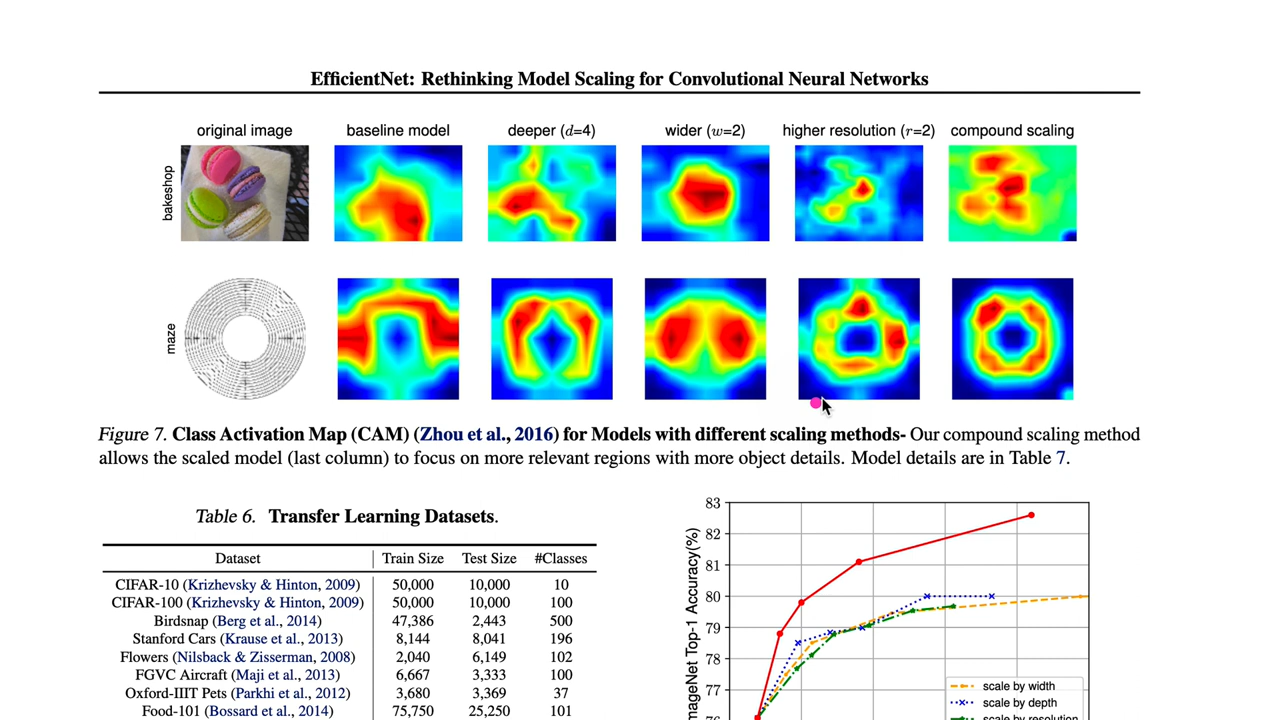 EfficientNet: Rethinking Model Scaling for Convolutional Neural Networks
original image baseline model deeper (d=4) wider (w=2) higher resolution (r=2) compound scaling
bakeshop
maze
Figure 7. Class Activation Map (CAM) (Zhou et al., 2016) for Models with different scaling methods- Our compound scaling method
allows the scaled model (last column) to focus on more relevant regions with more object details. Model details are in Table 7.
Table 6. Transfer Learning Datasets.
Dataset Train Size Test Size #Classes
CIFAR-10 (Krizhevsky & Hinton, 2009) 50,000 10,000 10
CIFAR-100 (Krizhevsky & Hinton, 2009) 50,000 10,000 100
Birdsnap (Berg et al., 2014) 47,386 2,443 500
Stanford Cars (Krause et al., 2013) 8,144 8,041 196
Flowers (Nilsback & Zisserman, 2008) 2,040 6,149 102
FGVC Aircraft (Maji et al., 2013) 6,667 3,333 100
Oxford-IIIT Pets (Parkhi et al., 2012) 3,680 3,369 37
Food-101 (Bossard et al., 2014) 75,750 25,250 101
83
82
81
80
79
78
77
76
ImageNet Top-1 Accuracy(%)
scale by width
scale by depth
scale by resolution